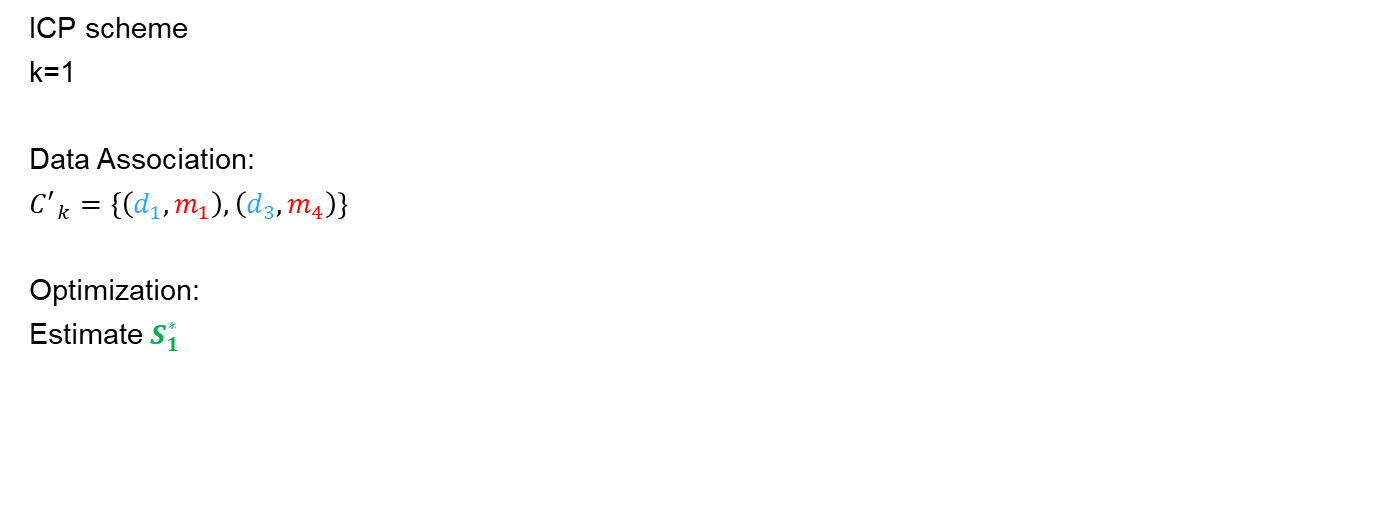 ICP scheme
k=1
Data Association:
C'ₖ = {(d₁, m₁), (d₃, m₄)}
Optimization:
Estimate S₁*